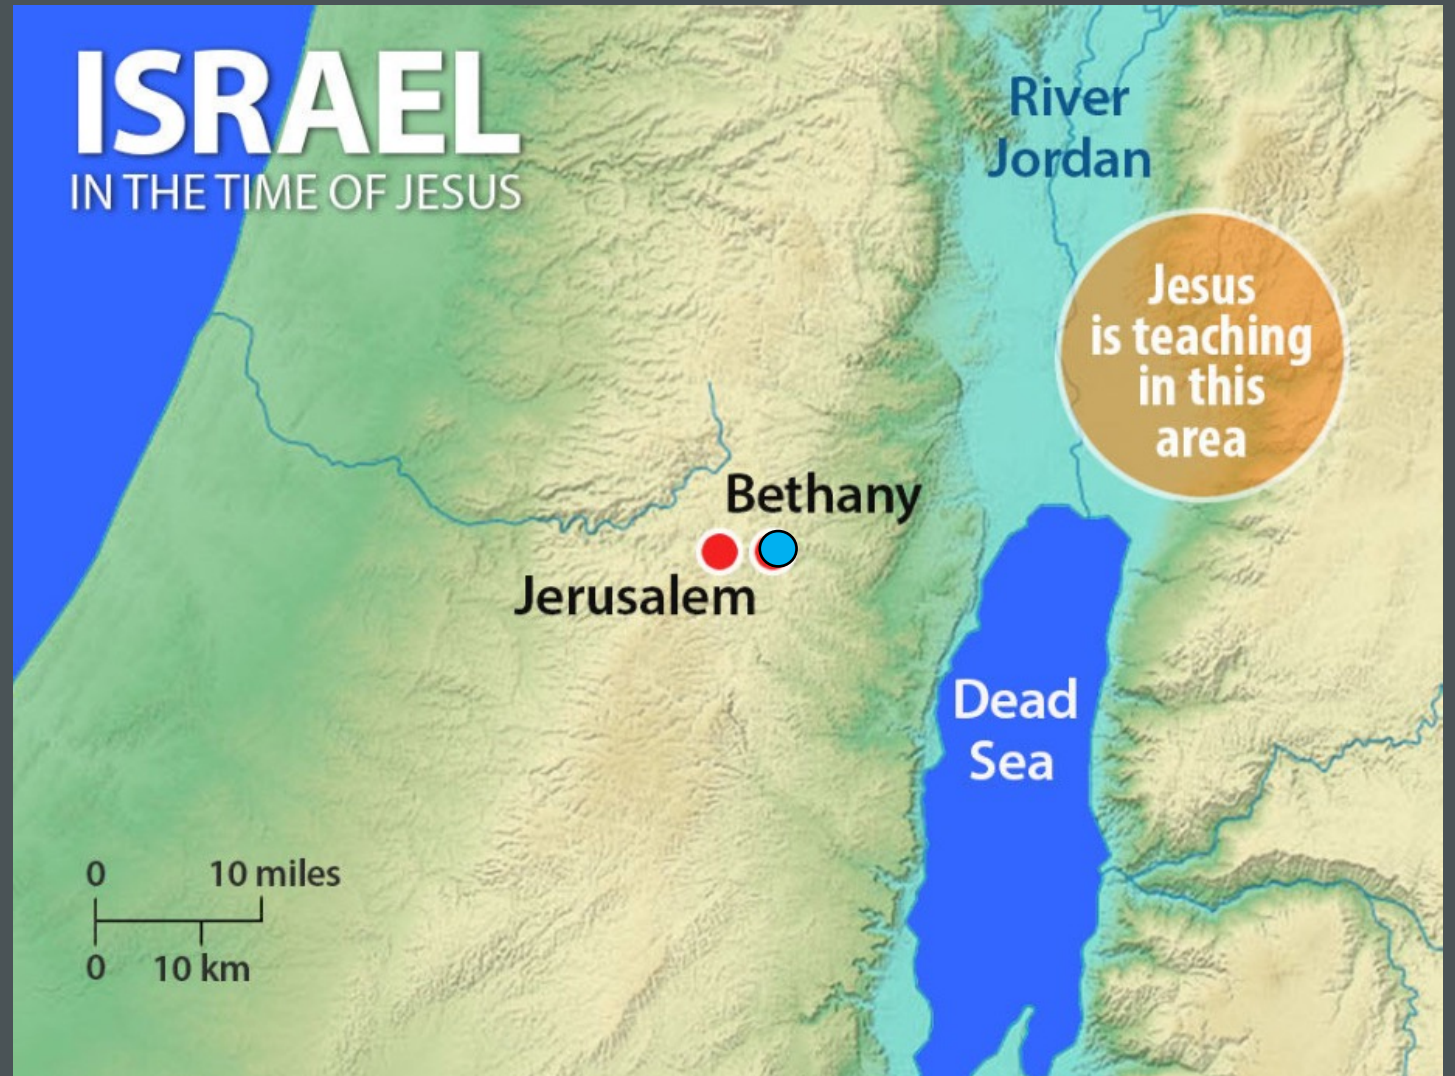 ISRAEL
IN THE TIME OF JESUS
River
Jordan
Jesus
is teaching
in this
area
Bethany
Jerusalem
Dead
Sea
0 10 miles
0 10 km